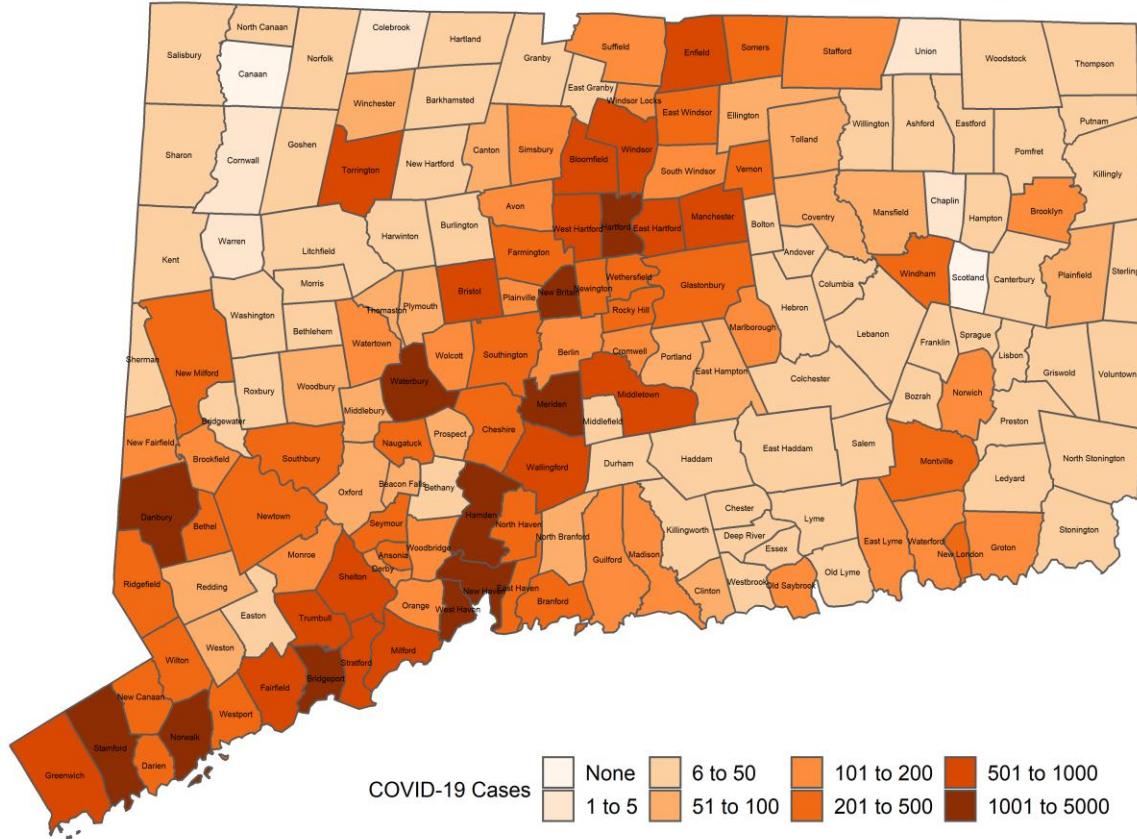 North Canaan
Colebrook
Hartland
Salisbury
Canaan
Norfolk
Granby
Suffield
Enfield
Somers
Stafford
Union
Woodstock
Thompson
East Granby
Windsor Locks
Winchester
Barkhamsted
East Windsor
Ellington
Willington
Ashford
Eastford
Putnam
Sharon
Cornwall
Goshen
Torrington
New Hartford
Canton
Simsbury
Bloomfield
Windsor
South Windsor
Vernon
Tolland
Pomfret
Killingly
Avon
West Hartford
Hartford
East Hartford
Manchester
Bolton
Coventry
Mansfield
Chaplin
Hampton
Brooklyn
Kent
Warren
Litchfield
Harwinton
Burlington
Farmington
Andover
Columbia
Windham
Scotland
Canterbury
Plainfield
Sterling
Morris
Thomaston
Plymouth
Bristol
Plainville
New Britain
Newington
Wethersfield
Glastonbury
Rocky Hill
Marlborough
Hebron
Lebanon
Franklin
Sprague
Lisbon
Griswold
Voluntown
Sherman
New Milford
Washington
Bethlehem
Watertown
Wolcott
Southington
Berlin
Cromwell
Portland
East Hampton
Colchester
Bozrah
Norwich
Preston
Roxbury
Woodbury
Waterbury
Middlebury
Meriden
Middlefield
Middletown
New Fairfield
Bridgewater
Brookfield
Southbury
Naugatuck
Prospect
Cheshire
Wallingford
Durham
Haddam
East Haddam
Salem
Montville
North Stonington
Ledyard
Danbury
Bethel
Newtown
Oxford
Beacon Falls
Bethany
Hamden
North Haven
Seymour
Woodbridge
Ansonia
Derby
North Branford
Guilford
Madison
Killingworth
Chester
Deep River
Essex
Lyme
East Lyme
Waterford
New London
Groton
Stonington
Ridgefield
Redding
Monroe
Shelton
Orange
West Haven
New Haven
East Haven
Branford
Clinton
Westbrook
Old Saybrook
Old Lyme
Easton
Trumbull
Weston
Wilton
Stratford
Milford
Bridgeport
Fairfield
Westport
New Canaan
Norwalk
Darien
Stamford
Greenwich
COVID-19 Cases
None
6 to 50
101 to 200
501 to 1000
1 to 5
51 to 100
201 to 500
1001 to 5000